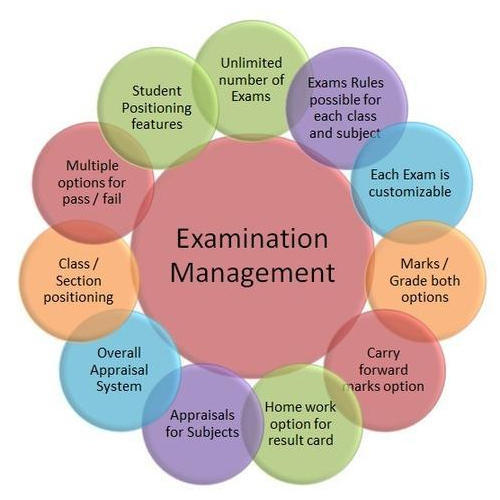 Examination
Management
Unlimited
number of
Exams
Exams Rules
possible for
each class
and subject
Each Exam is
customizable
Marks /
Grade both
options
Carry
forward
marks option
Home work
option for
result card
Appraisals
for Subjects
Overall
Appraisal
System
Class /
Section
positioning
Multiple
options for
pass / fail
Student
Positioning
features